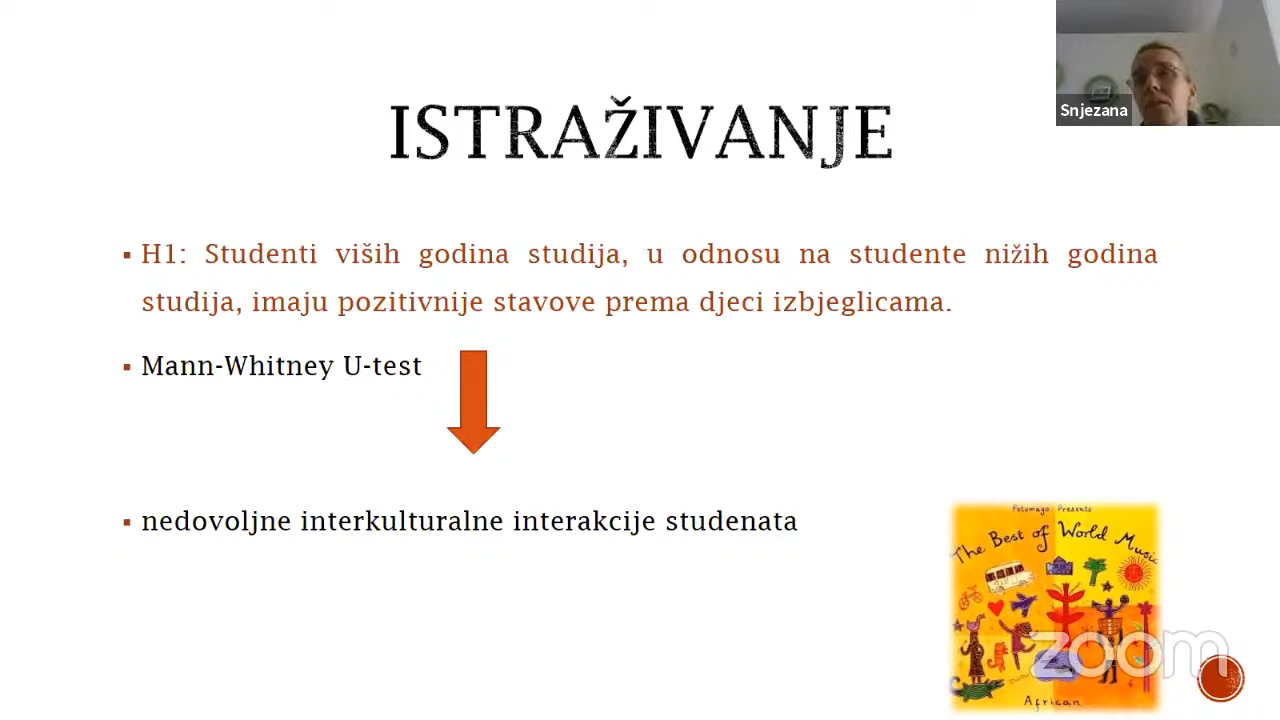 Snjezana
ISTRAŽIVANJE
▪ H1: Studenti viših godina studija, u odnosu na studente nižih godina
studija, imaju pozitivnije stavove prema djeci izbjeglicama.
▪ Mann-Whitney U-test
▪ nedovoljne interkulturalne interakcije studenata
Putumayo Presents
The Best of World Music
African
zoom